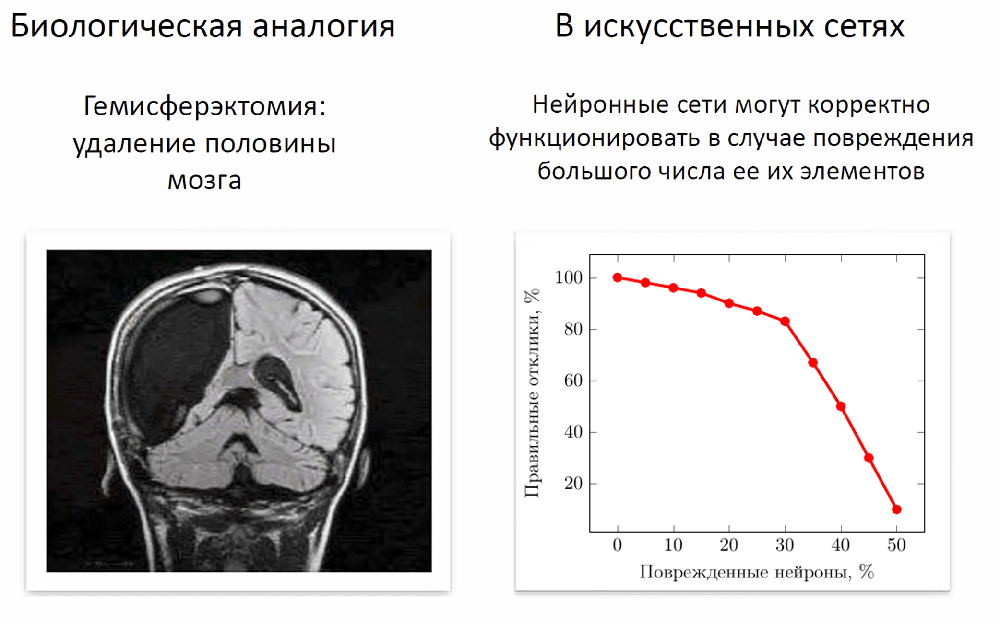 Биологическая аналогия
Гемисферэктомия:
удаление половины
мозга
В искусственных сетях
Нейронные сети могут корректно
функционировать в случае повреждения
большого числа ее их элементов
Правильные отклики, %
100
80
60
40
20
0 10 20 30 40 50
Поврежденные нейроны, %